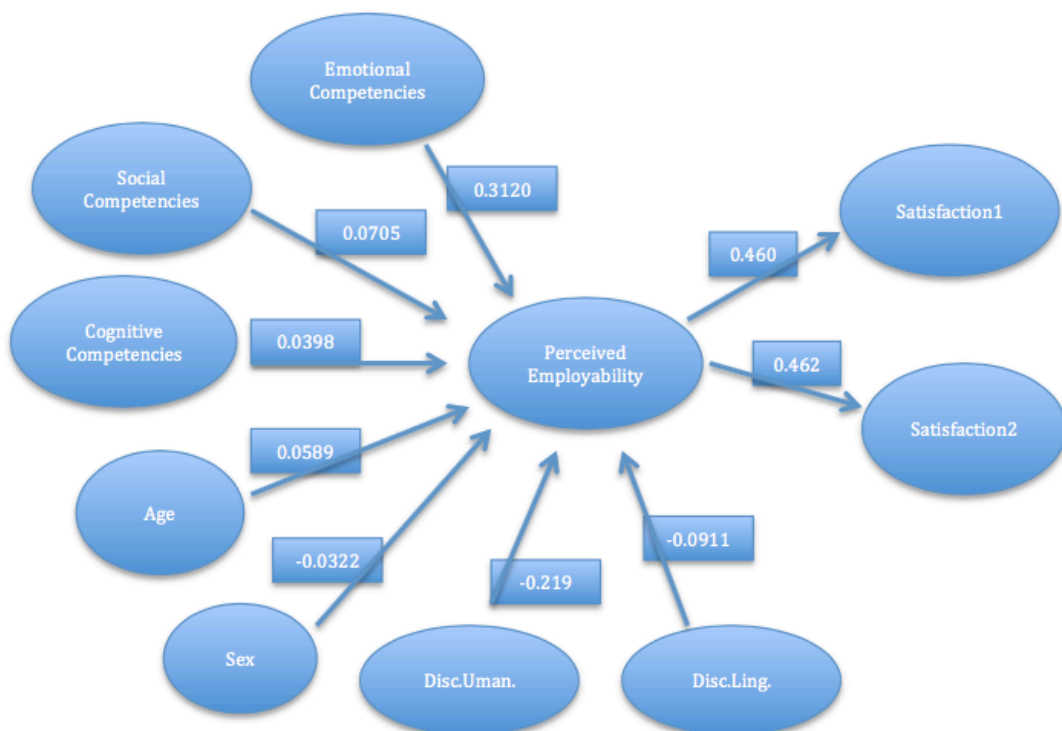 Emotional
Competencies
0.3120
Social
Competencies
0.0705
Satisfaction1
0.460
Cognitive
Competencies
0.0398
Perceived
Employability
0.462
Satisfaction2
0.0589
Age
-0.0322
-0.219
-0.0911
Sex
Disc.Uman.
Disc.Ling.